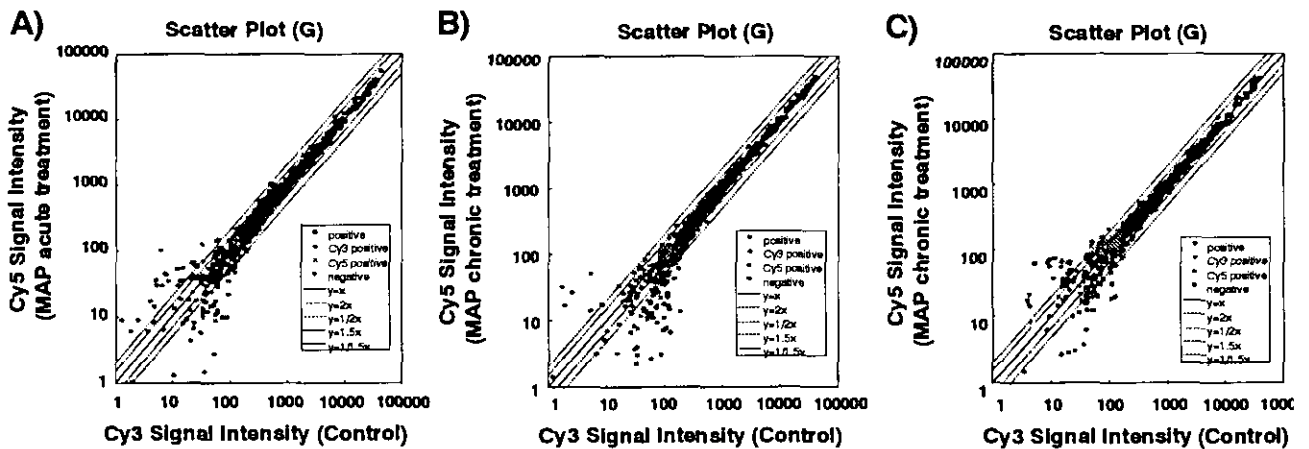 A)
Scatter Plot (G)
Cy5 Signal Intensity
(MAP acute treatment)
100000
10000
1000
100
10
1
positive
Cy3 positive
Cy5 positive
negative
y=x
y=2x
y=1/2x
y=1.5x
y=1/1.5x
1 10 100 1000 10000 100000
Cy3 Signal Intensity (Control)
B)
Scatter Plot (G)
Cy5 Signal Intensity
(MAP chronic treatment)
100000
10000
1000
100
10
1
positive
Cy3 positive
Cy5 positive
negative
y=x
y=2x
y=1/2x
y=1.5x
y=1/1.5x
1 10 100 1000 10000 100000
Cy3 Signal Intensity (Control)
C)
Scatter Plot (G)
Cy5 Signal Intensity
(MAP chronic treatment)
100000
10000
1000
100
10
1
positive
Cy3 positive
Cy5 positive
negative
y=x
y=2x
y=1/2x
y=1.5x
y=1/1.5x
1 10 100 1000 10000 100000
Cy3 Signal Intensity (Control)